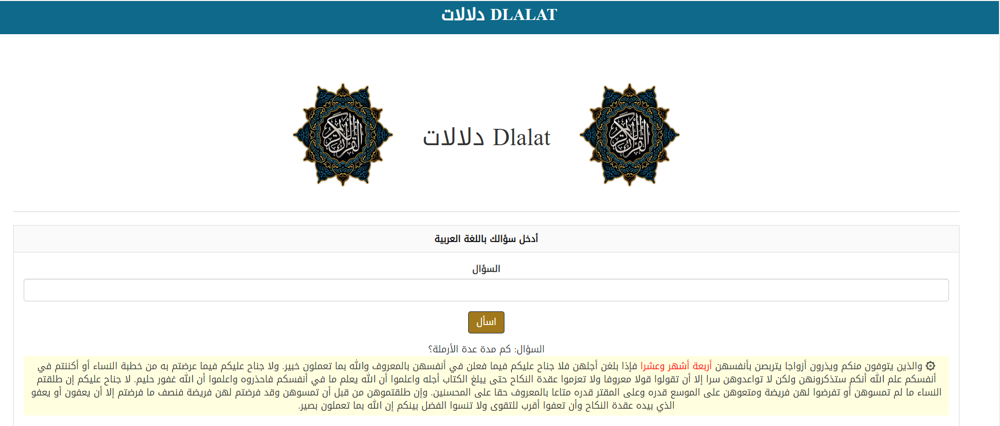 دلالات DLALAT
القرآن الكريم
دلالات Dlalat
القرآن الكريم
أدخل سؤالك باللغة العربية
السؤال
اسأل
السؤال: كم مدة عدة الأرملة؟
۞ والذين يتوفون منكم ويذرون أزواجا يتربصن بأنفسهن أربعة أشهر وعشرا فإذا بلغن أجلهن فلا جناح عليكم فيما فعلن في أنفسهن بالمعروف والله بما تعملون خبير. ولا جناح عليكم فيما عرضتم به من خطبة النساء أو أكننتم في
أنفسكم علم الله أنكم ستذكرونهن ولكن لا تواعدوهن سرا إلا أن تقولوا قولا معروفا ولا تعزموا عقدة النكاح حتى يبلغ الكتاب أجله واعلموا أن الله يعلم ما في أنفسكم فاحذروه واعلموا أن الله غفور حليم. لا جناح عليكم إن طلقتم
النساء ما لم تمسوهن أو تفرضوا لهن فريضة ومتعوهن على الموسع قدره وعلى المقتر قدره متاعا بالمعروف حقا على المحسنين. وإن طلقتموهن من قبل أن تمسوهن وقد فرضتم لهن فريضة فنصف ما فرضتم إلا أن يعفون أو يعفو
الذي بيده عقدة النكاح وأن تعفوا أقرب للتقوى ولا تنسوا الفضل بينكم إن الله بما تعملون بصير.